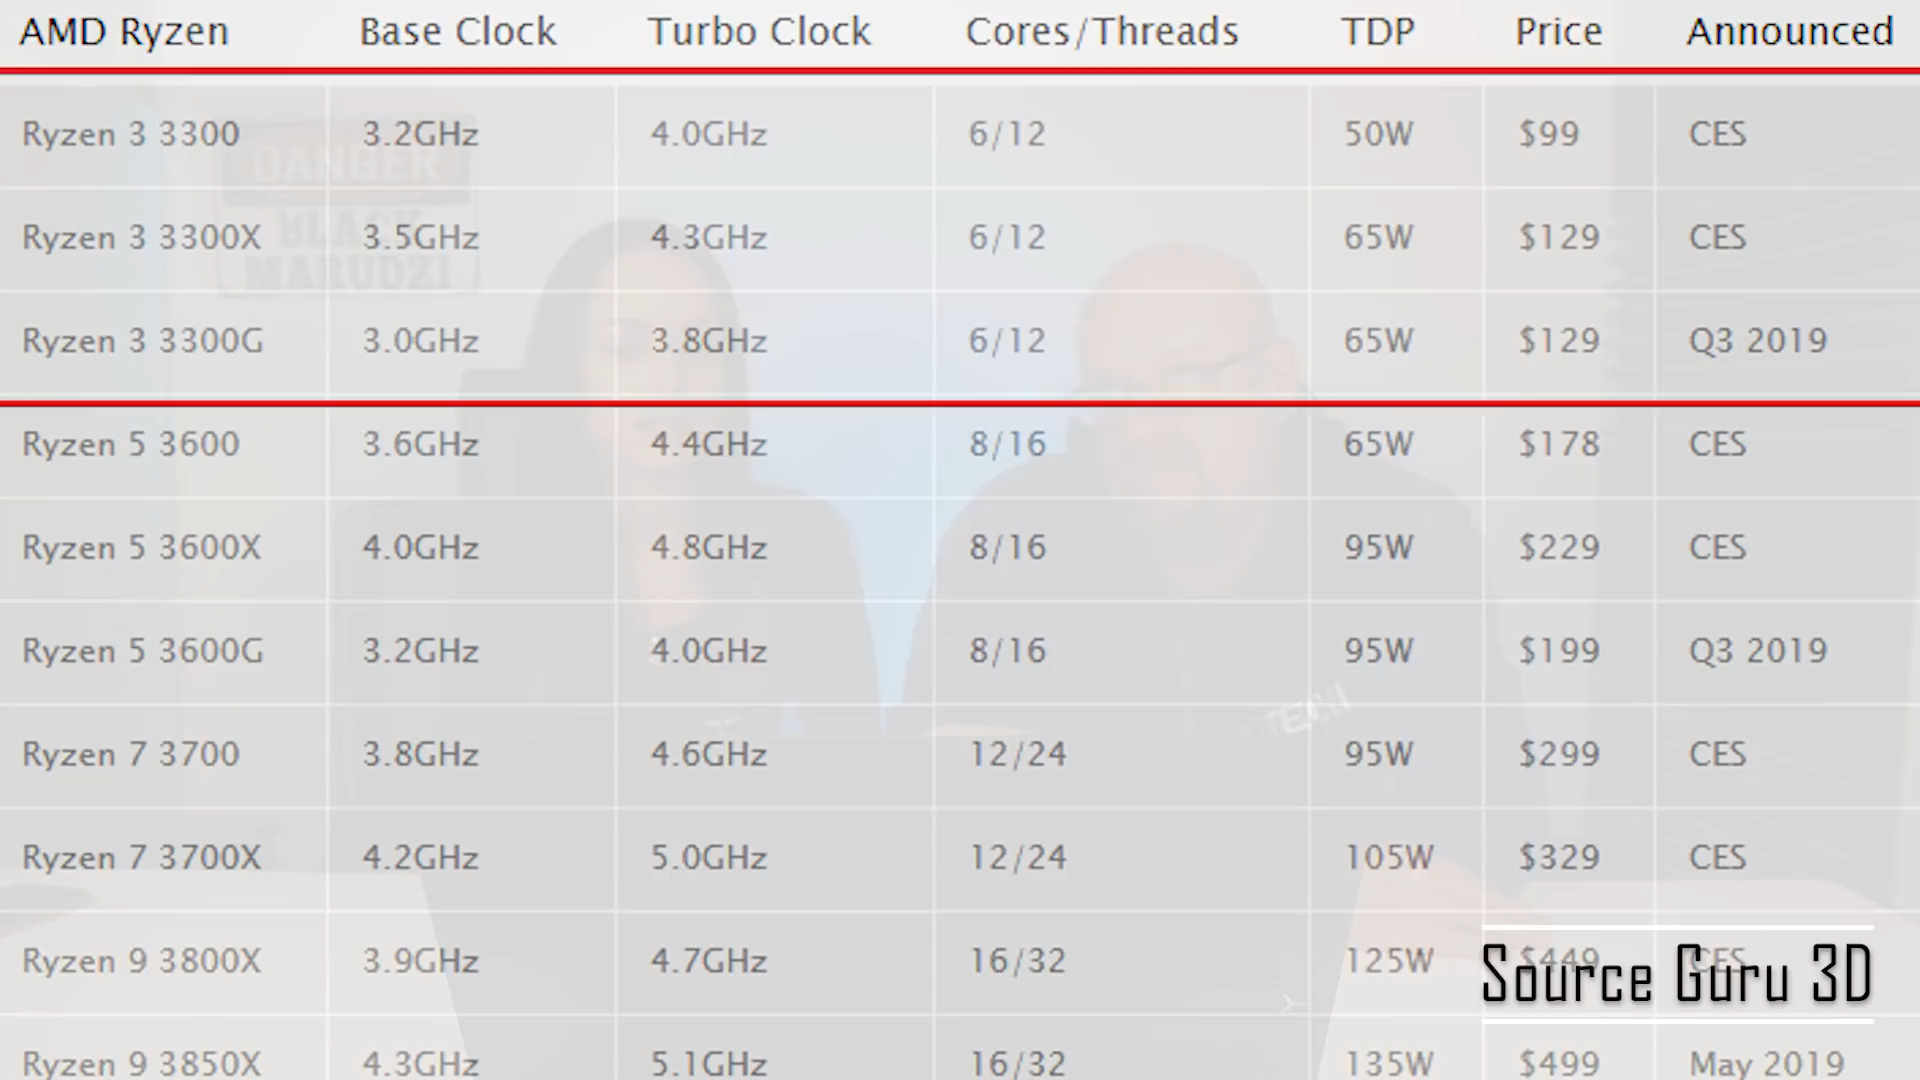 AMD Ryzen Base Clock Turbo Clock Cores/Threads TDP Price Announced
Ryzen 3 3300 3.2GHz 4.0GHz 6/12 50W $99 CES
DANGER
Ryzen 3 3300X 3.5GHz 4.3GHz 6/12 65W $129 CES
BLACK
MARUDZI
Ryzen 3 3300G 3.0GHz 3.8GHz 6/12 65W $129 Q3 2019
Ryzen 5 3600 3.6GHz 4.4GHz 8/16 65W $178 CES
Ryzen 5 3600X 4.0GHz 4.8GHz 8/16 95W $229 CES
Ryzen 5 3600G 3.2GHz 4.0GHz 8/16 95W $199 Q3 2019
TECH
Ryzen 7 3700 3.8GHz 4.6GHz 12/24 95W $299 CES
Ryzen 7 3700X 4.2GHz 5.0GHz 12/24 105W $329 CES
Ryzen 9 3800X 3.9GHz 4.7GHz 16/32 125W $449 CES
Source Guru 3D
Ryzen 9 3850X 4.3GHz 5.1GHz 16/32 135W $499 May 2019